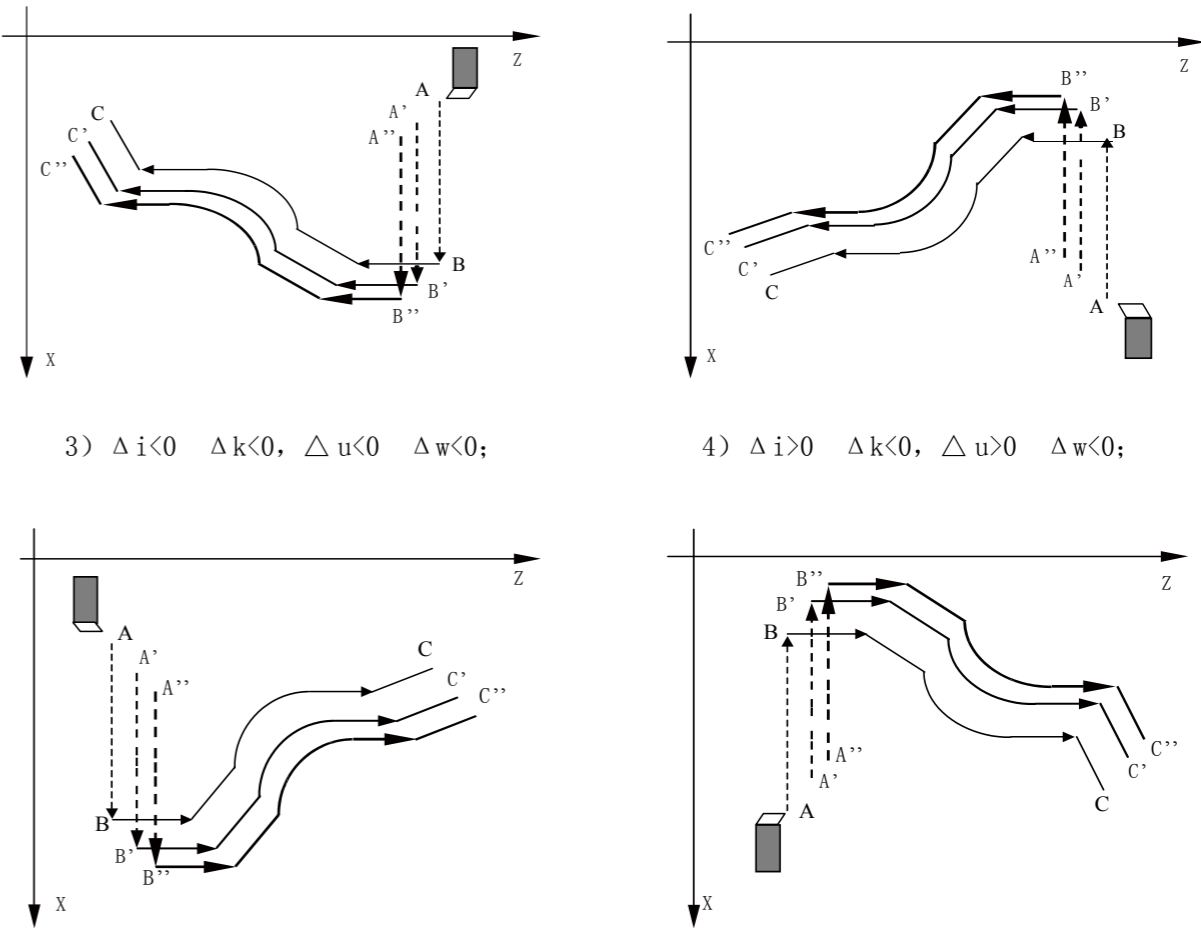 Z
A
A'
A''
C
C'
C''
B
B'
B''
X
Z
B''
B'
B
C''
C'
C
A''
A'
A
X
3) Δi<0 Δk<0, △u<0 Δw<0;
4) Δi>0 Δk<0, △u>0 Δw<0;
Z
A
A'
A''
C
C'
C''
B
B'
B''
X
Z
B''
B'
B
A''
A'
A
C''
C'
C
X